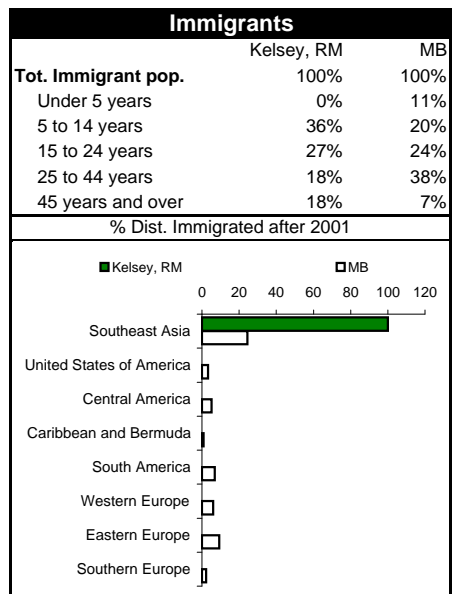 Immigrants
Kelsey, RM MB
Tot. Immigrant pop. 100% 100%
Under 5 years 0% 11%
5 to 14 years 36% 20%
15 to 24 years 27% 24%
25 to 44 years 18% 38%
45 years and over 18% 7%
% Dist. Immigrated after 2001
Kelsey, RM MB
0 20 40 60 80 100 120
Southeast Asia
United States of America
Central America
Caribbean and Bermuda
South America
Western Europe
Eastern Europe
Southern Europe